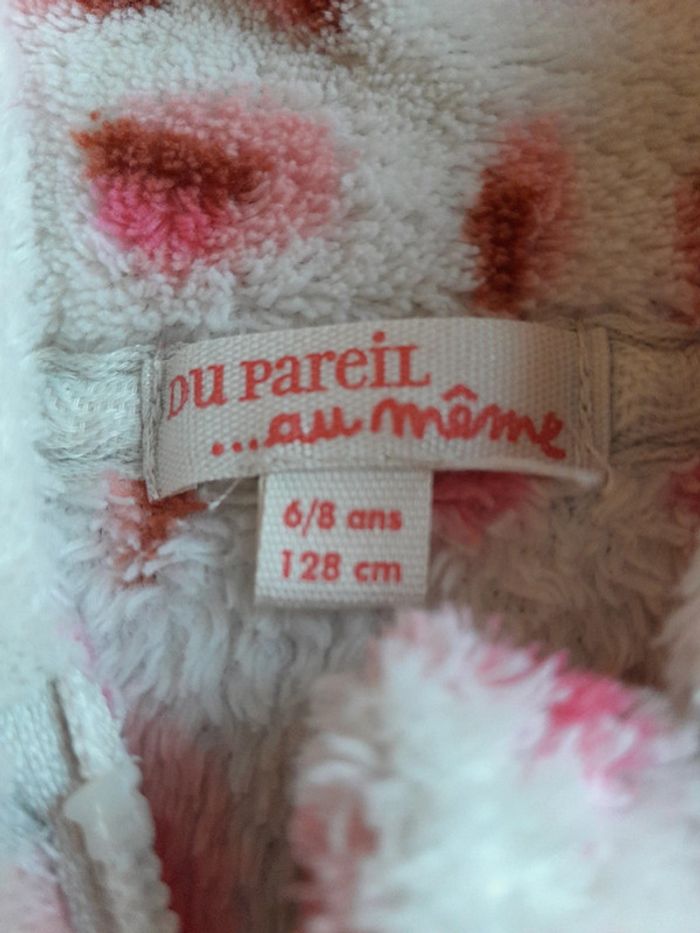 DU PAREIL
...au même
6/8 ans
128 cm